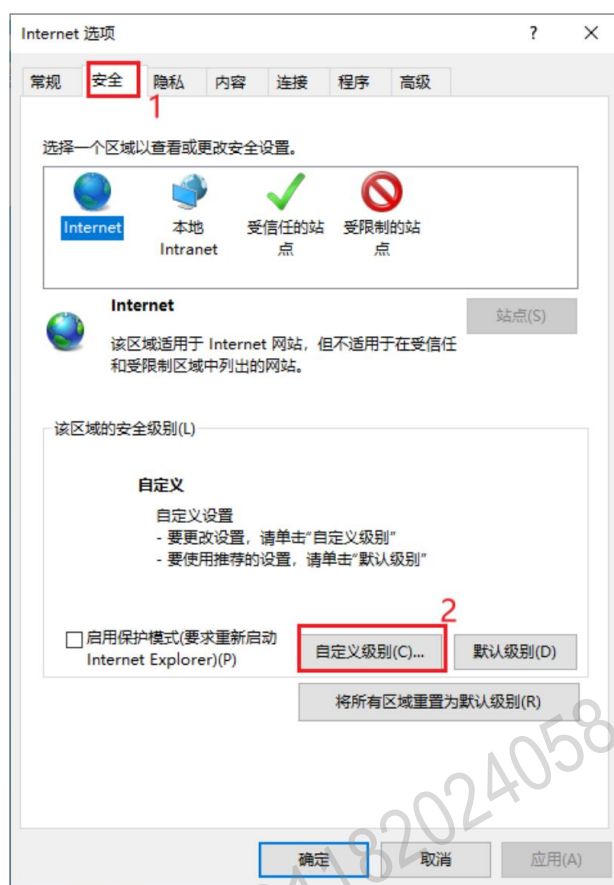 Internet 选项
?
常规 安全 隐私 内容 连接 程序 高级
1
选择一个区域以查看或更改安全设置。
Internet 本地 受信任的站 受限制的站
Intranet 点 点
Internet
站点(S)
该区域适用于 Internet 网站，但不适用于在受信任
和受限制区域中列出的网站。
该区域的安全级别(L)
自定义
自定义设置
- 要更改设置，请单击“自定义级别”
- 要使用推荐的设置，请单击“默认级别”
2
启用保护模式(要求重新启动
Internet Explorer)(P)
自定义级别(C)... 默认级别(D)
将所有区域重置为默认级别(R)
确定 取消 应用(A)